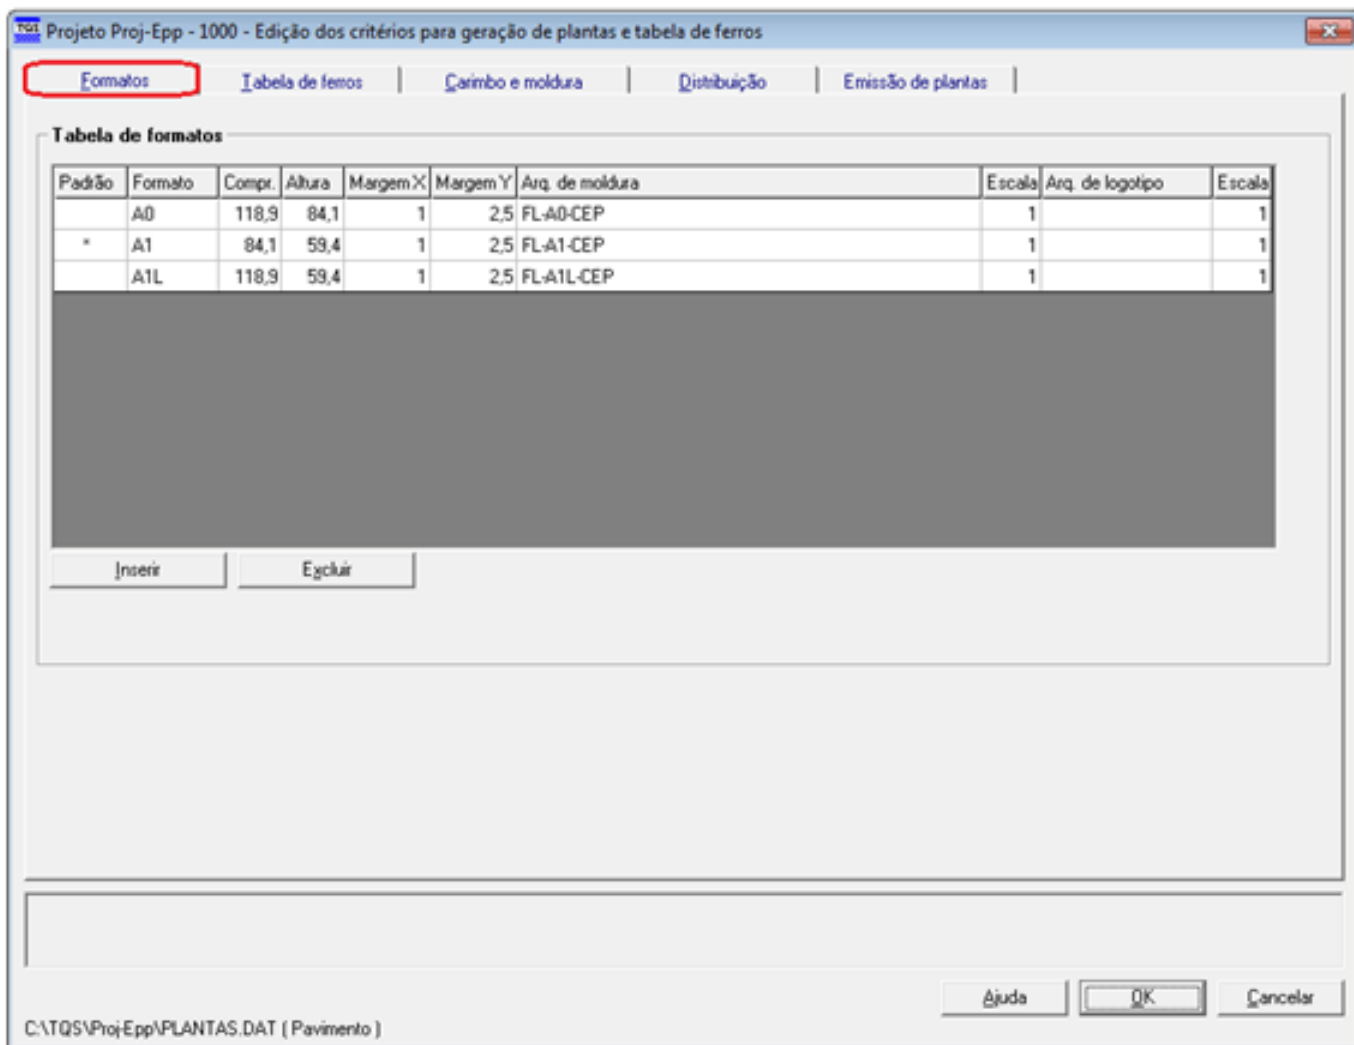 TQS Projeto Proj-Epp - 1000 - Edição dos critérios para geração de plantas e tabela de ferros
Formatos Tabela de ferros Carimbo e moldura Distribuição Emissão de plantas
Tabela de formatos
Padrão Formato Compr. Altura Margem X Margem Y Arq. de moldura Escala Arq. de logotipo Escala
A0 118,9 84,1 1 2,5 FL-A0-CEP 1 1
* A1 84,1 59,4 1 2,5 FL-A1-CEP 1 1
A1L 118,9 59,4 1 2,5 FL-A1L-CEP 1 1
Inserir Excluir
Ajuda OK Cancelar
C:\TQS\Proj-Epp\PLANTAS.DAT ( Pavimento )